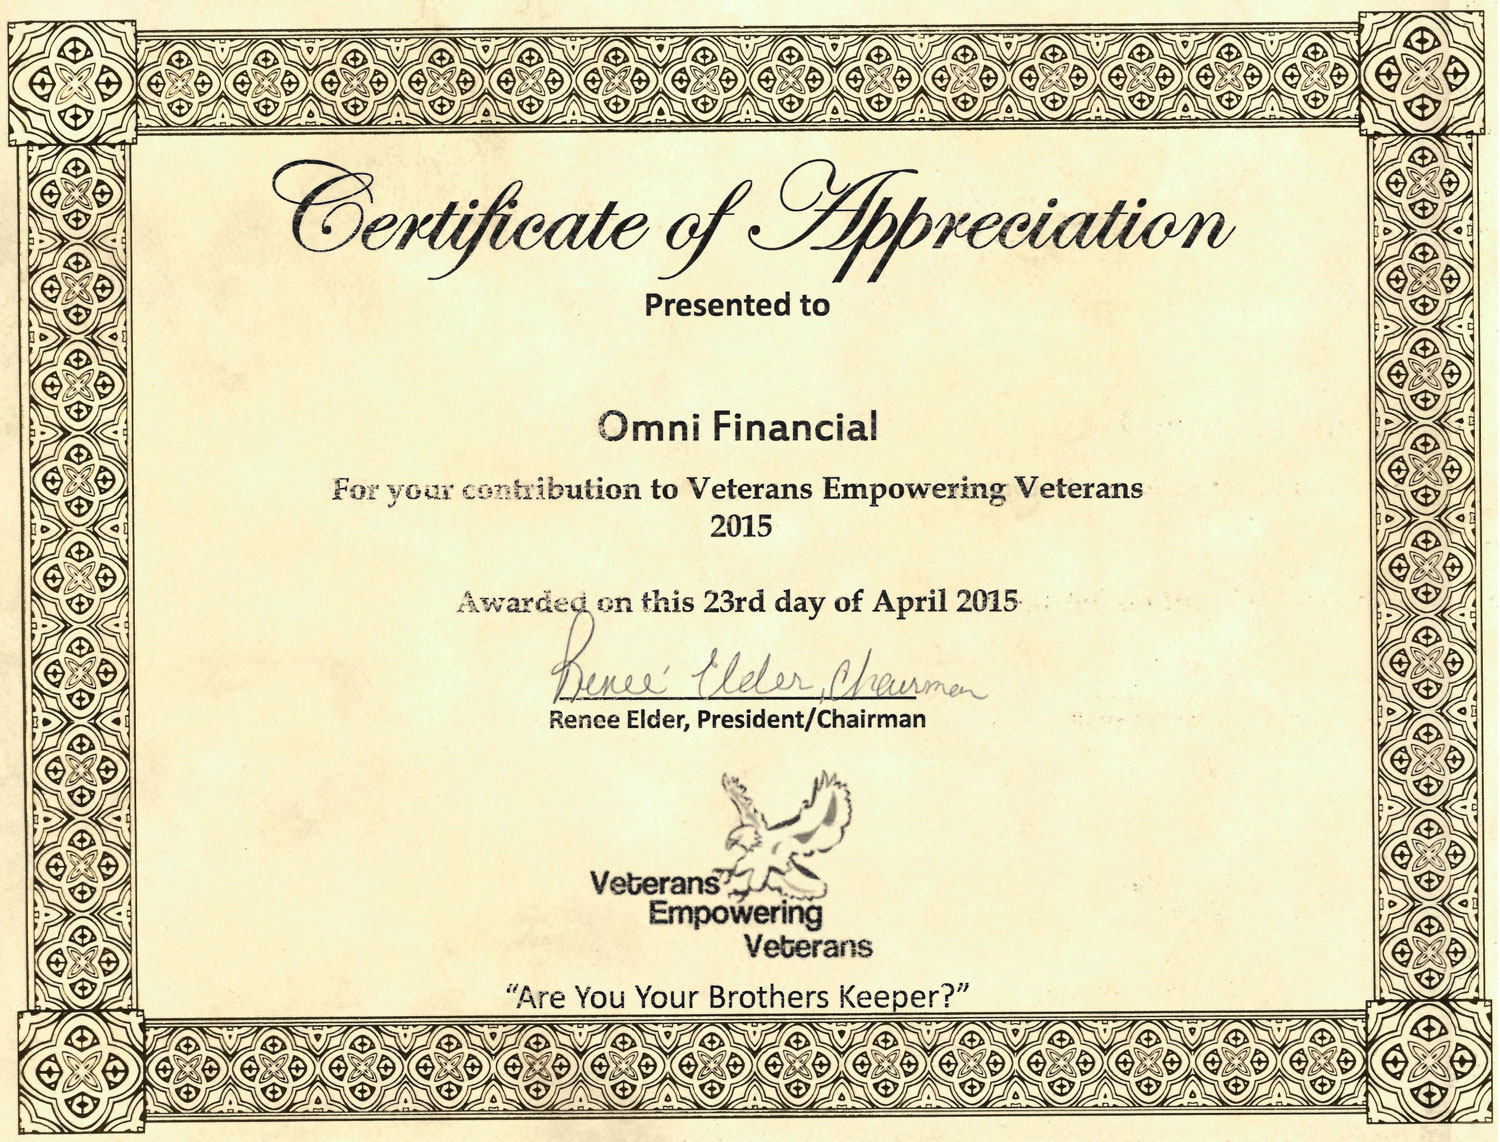 Certificate of Appreciation
Presented to
Omni Financial
For your contribution to Veterans Empowering Veterans
2015
Awarded on this 23rd day of April 2015
Reneé Elder, Chairman
Renee Elder, President/Chairman
Veterans
Empowering
Veterans
“Are You Your Brothers Keeper?”